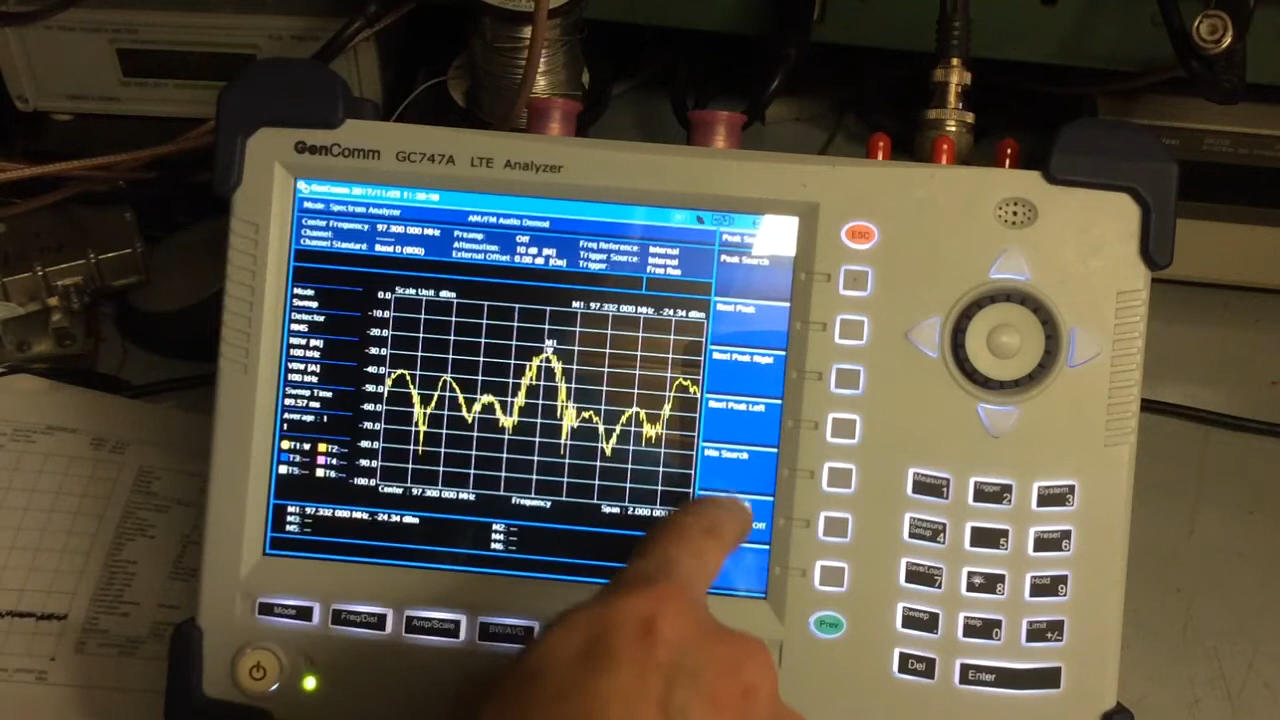 GenComm GC747A LTE Analyzer
GenComm 2017/11/23
Mode: Spectrum Analyzer AM/FM Audio Demod
Center Frequency: 97.300 000 MHz Preamp: Off Freq Reference: Internal
Channel: Attenuation: 10 dB [M] Trigger Source: Internal
Channel Standard: Band 0 (800) External Offset: 0.00 dB [On] Trigger: Free Run
Mode
Sweep
Detector
RMS
RBW [M]
100 kHz
VBW [A]
100 kHz
Sweep Time
89.57 ms
Average : 1
1
T1:W T2:--
T3:-- T4:--
T5:-- T6:--
Scale Unit: dBm
M1: 97.332 000 MHz, -24.34 dBm
0.0
-10.0
-20.0
-30.0
-40.0
-50.0
-60.0
-70.0
-80.0
-90.0
-100.0
M1
Center : 97.300 000 MHz Frequency Span : 2.000 000
M1: 97.332 000 MHz, -24.34 dBm M2: --
M3: -- M4: --
M5: -- M6: --
Peak Search
Next Peak
Next Peak Right
Next Peak Left
Min Search
Off
ESC
Prev
Measure 1
Trigger 2
System 3
Measure Setup 4
5
Preset 6
Save/Load 7
8
Hold 9
Sweep .
Help 0
Limit +/-
Del
Enter
Mode
Freq/Dist
Amp/Scale
BW/AVG